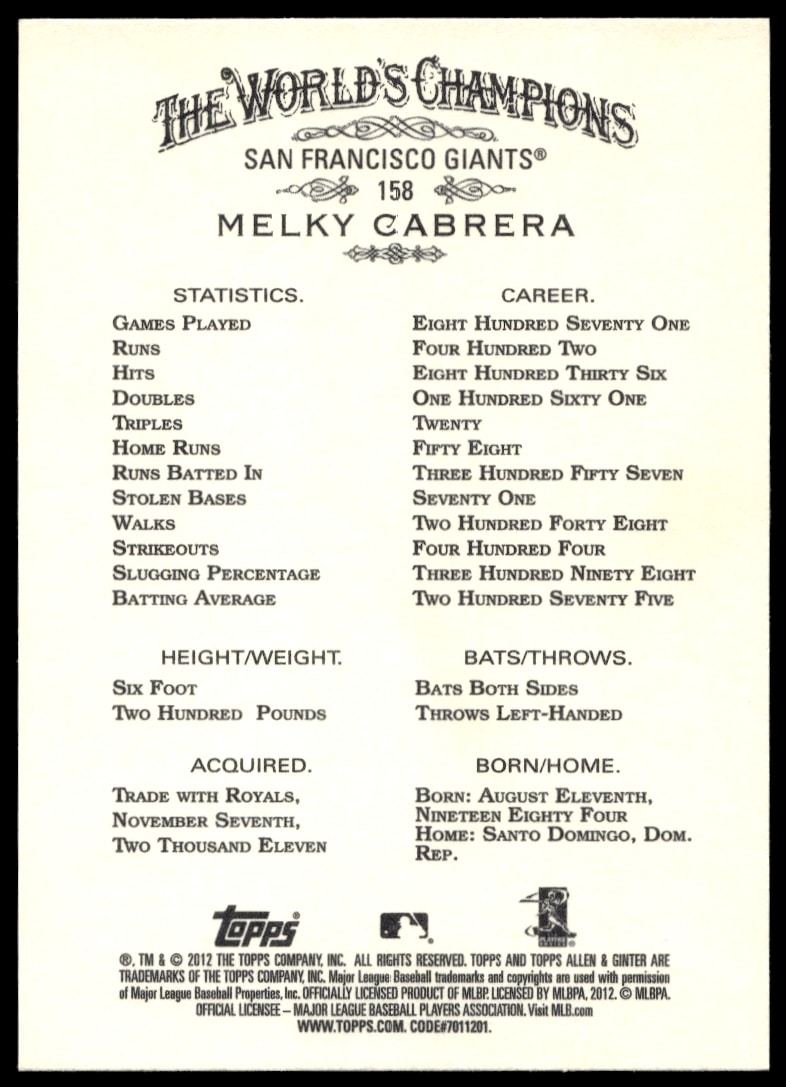 THE WORLD'S CHAMPIONS
SAN FRANCISCO GIANTS®
158
MELKY CABRERA
STATISTICS. CAREER.
GAMES PLAYED EIGHT HUNDRED SEVENTY ONE
RUNS FOUR HUNDRED TWO
HITS EIGHT HUNDRED THIRTY SIX
DOUBLES ONE HUNDRED SIXTY ONE
TRIPLES TWENTY
HOME RUNS FIFTY EIGHT
RUNS BATTED IN THREE HUNDRED FIFTY SEVEN
STOLEN BASES SEVENTY ONE
WALKS TWO HUNDRED FORTY EIGHT
STRIKEOUTS FOUR HUNDRED FOUR
SLUGGING PERCENTAGE THREE HUNDRED NINETY EIGHT
BATTING AVERAGE TWO HUNDRED SEVENTY FIVE
HEIGHT/WEIGHT.
SIX FOOT
TWO HUNDRED POUNDS
BATS/THROWS.
BATS BOTH SIDES
THROWS LEFT-HANDED
ACQUIRED.
TRADE WITH ROYALS,
NOVEMBER SEVENTH,
TWO THOUSAND ELEVEN
BORN/HOME.
BORN: AUGUST ELEVENTH,
NINETEEN EIGHTY FOUR
HOME: SANTO DOMINGO, DOM.
REP.
topps®
®, TM & © 2012 THE TOPPS COMPANY, INC. ALL RIGHTS RESERVED. TOPPS AND TOPPS ALLEN & GINTER ARE
TRADEMARKS OF THE TOPPS COMPANY, INC. Major League Baseball trademarks and copyrights are used with permission
of Major League Baseball Properties, Inc. OFFICIALLY LICENSED PRODUCT OF MLBP. LICENSED BY MLBPA, 2012. © MLBPA.
OFFICIAL LICENSEE – MAJOR LEAGUE BASEBALL PLAYERS ASSOCIATION. Visit MLB.com
WWW.TOPPS.COM. CODE#7011201.